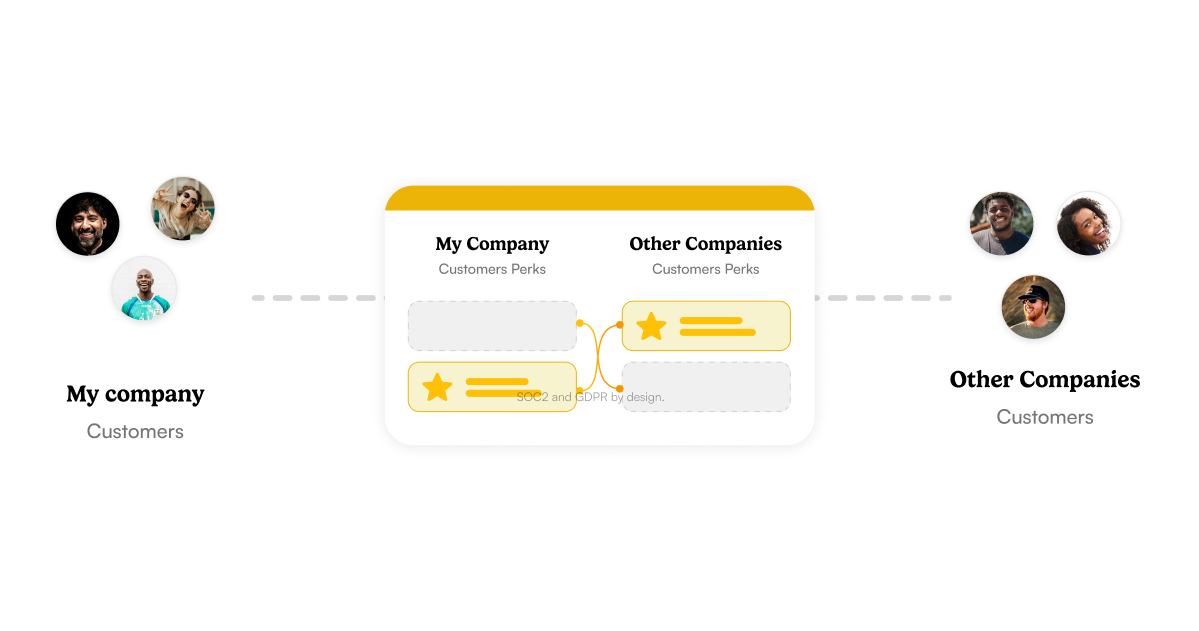 My Company
Customers Perks
Other Companies
Customers Perks
SOC2 and GDPR by design.
My company
Customers
Other Companies
Customers